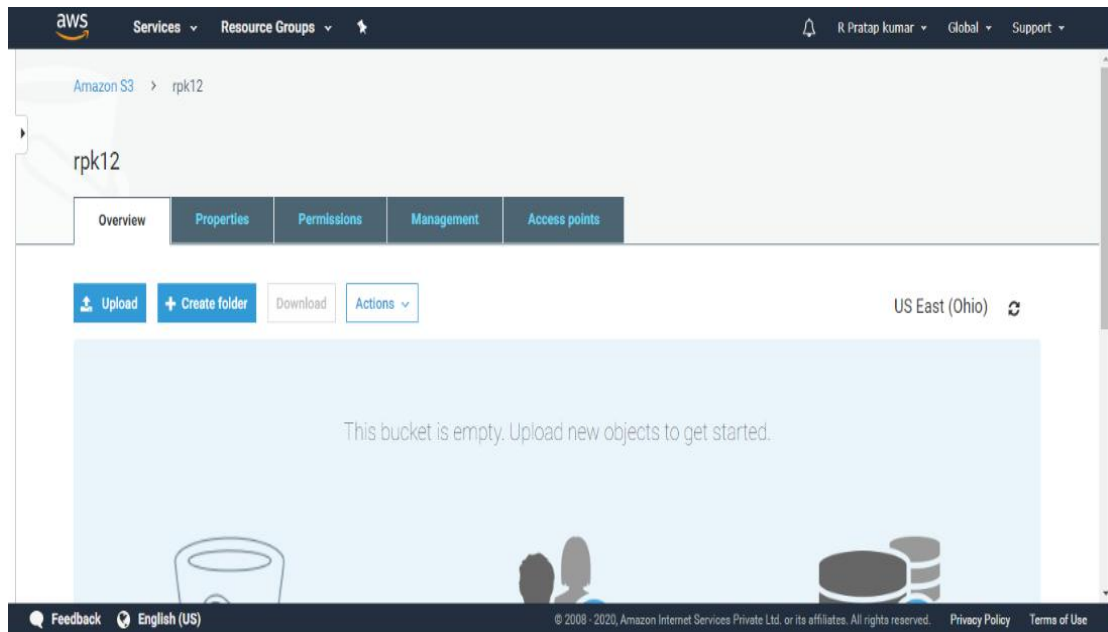 aws Services Resource Groups R Pratap kumar Global Support
Amazon S3 > rpk12
rpk12
Overview Properties Permissions Management Access points
Upload + Create folder Download Actions US East (Ohio)
This bucket is empty. Upload new objects to get started.
Feedback English (US) © 2008 - 2020, Amazon Internet Services Private Ltd. or its affiliates. All rights reserved. Privacy Policy Terms of Use